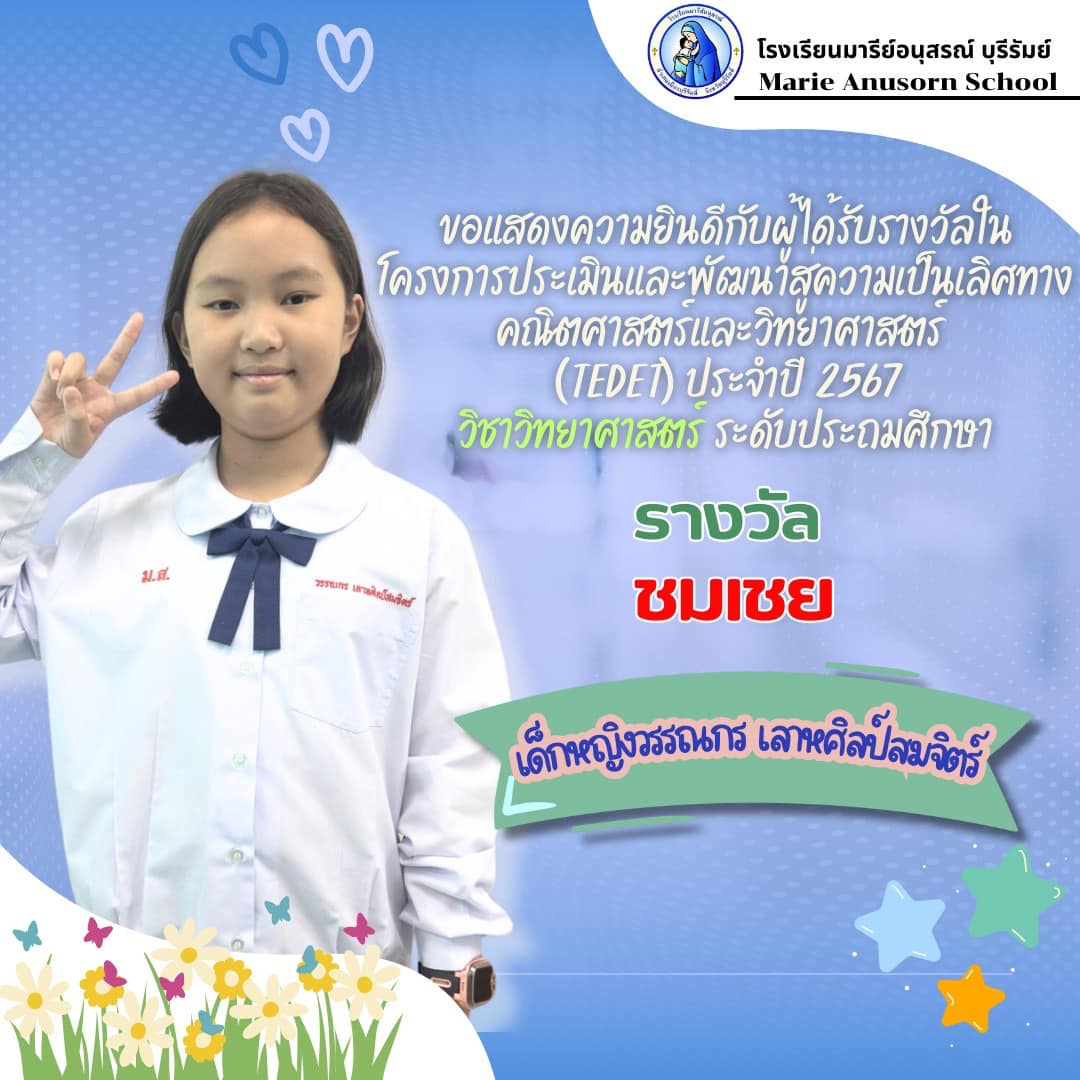 โรงเรียนมารีย์อนุสรณ์ บุรีรัมย์
Marie Anusorn School
ขอแสดงความยินดีกับผู้ได้รับรางวัลใน
โครงการประเมินและพัฒนาสู่ความเป็นเลิศทาง
คณิตศาสตร์และวิทยาศาสตร์
(TEDET) ประจำปี 2567
วิชาวิทยาศาสตร์ ระดับประถมศึกษา
รางวัล
ชมเชย
ม.ส.
วรรณกร เลาหศิลป์สมจิตร์
เด็กหญิงวรรณกร เลาหศิลป์สมจิตร์